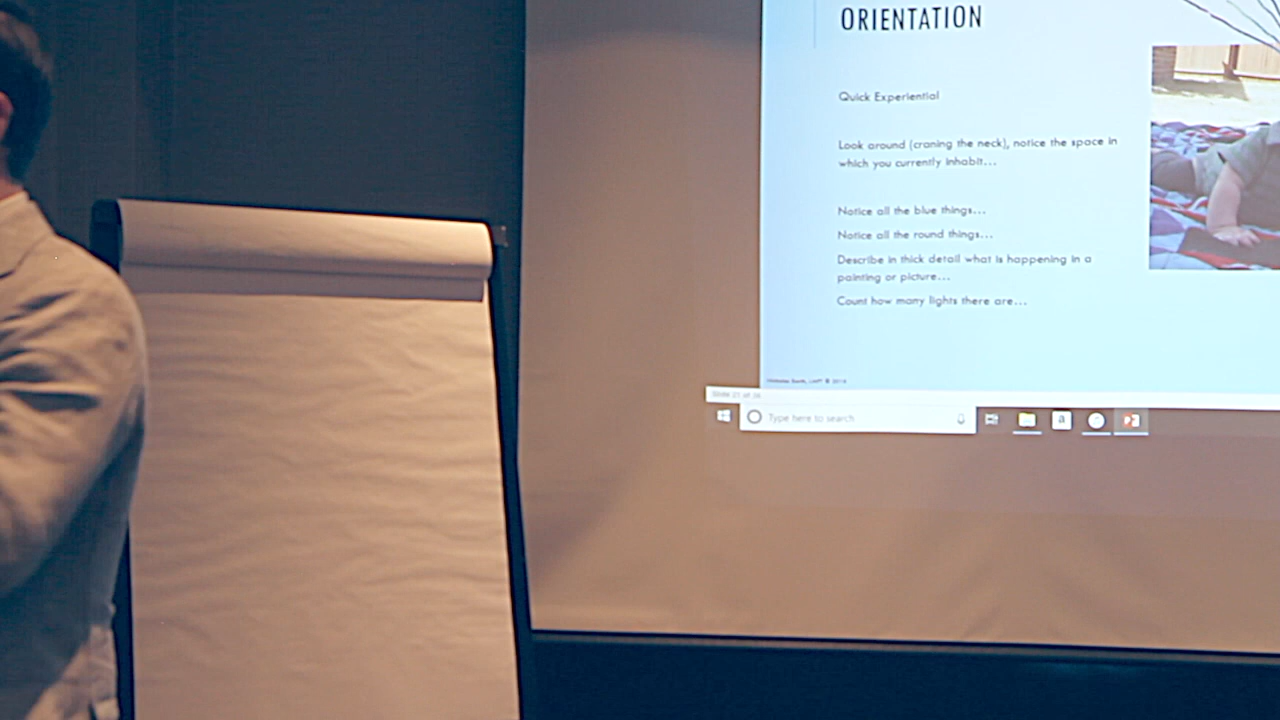 ORIENTATION
Quick Experiential
Look around (craning the neck), notice the space in
which you currently inhabit...
Notice all the blue things...
Notice all the round things...
Describe in thick detail what is happening in a
painting or picture...
Count how many lights there are...
Type here to search
a